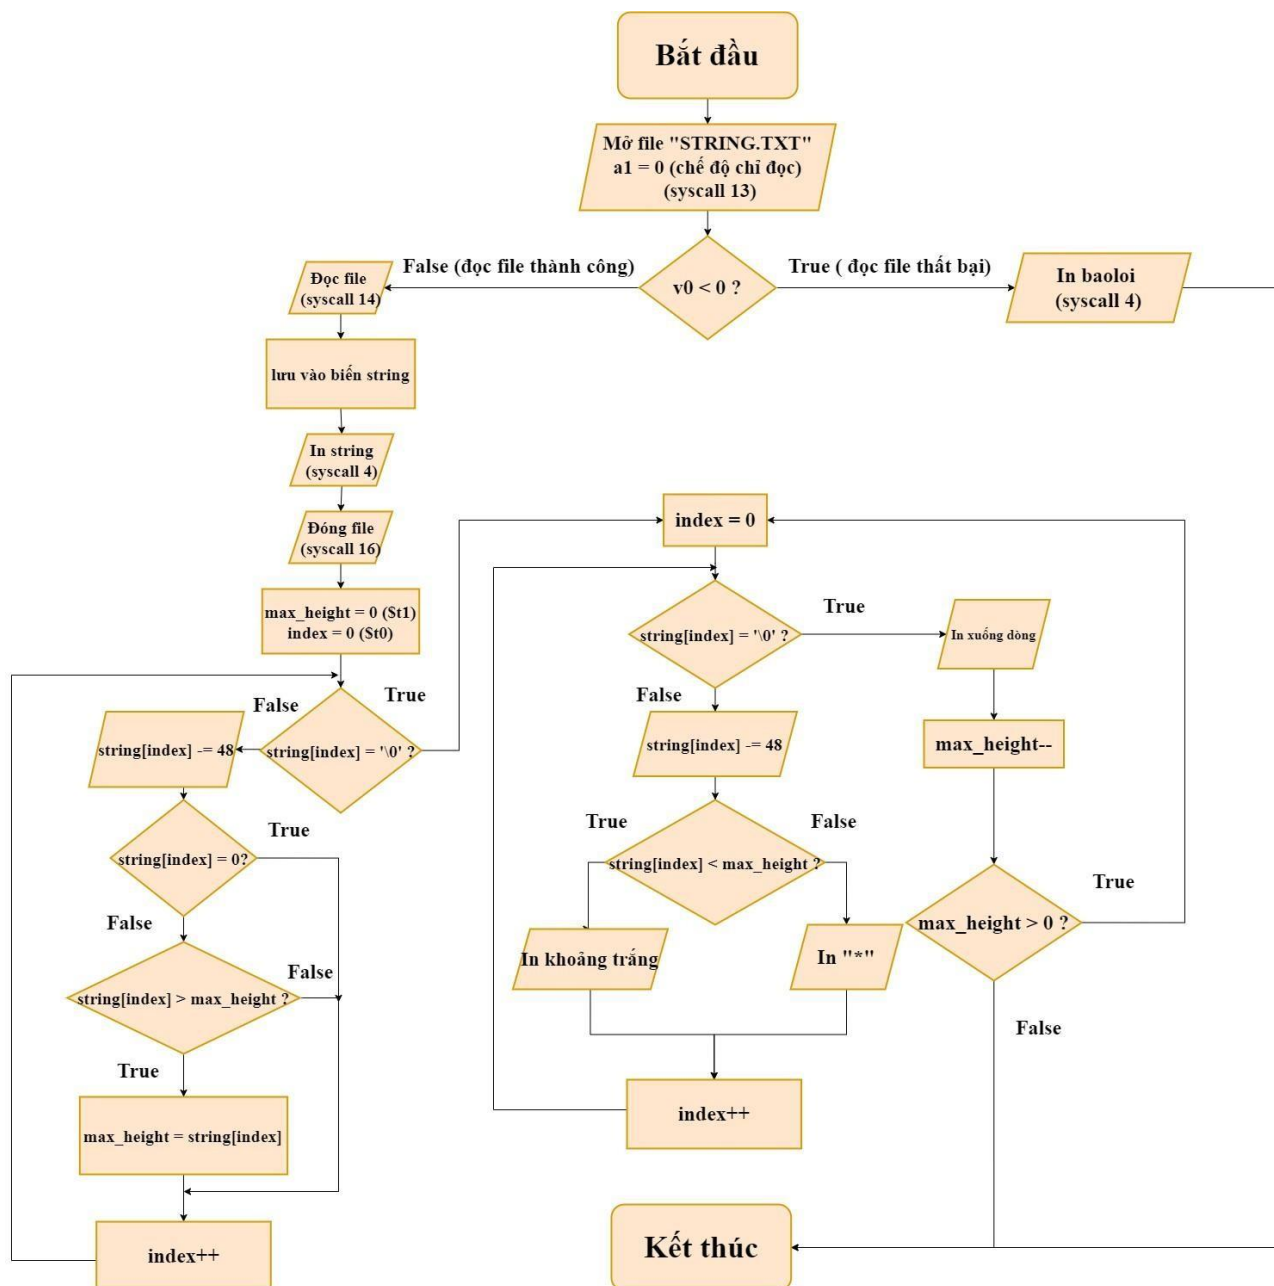 Bắt đầu
Mở file "STRING.TXT"
a1 = 0 (chế độ chỉ đọc)
(syscall 13)
v0 < 0 ?
False (đọc file thành công)
True ( đọc file thất bại)
In baoloi
(syscall 4)
Đọc file
(syscall 14)
lưu vào biến string
In string
(syscall 4)
Đóng file
(syscall 16)
max_height = 0 ($t1)
index = 0 ($t0)
string[index] = '\0' ?
False
True
string[index] -= 48
string[index] = 0?
True
False
string[index] > max_height ?
False
True
max_height = string[index]
index++
index = 0
string[index] = '\0' ?
True
False
In xuống dòng
max_height--
max_height > 0 ?
True
False
string[index] -= 48
string[index] < max_height ?
True
False
In khoảng trắng
In "*"
index++
Kết thúc